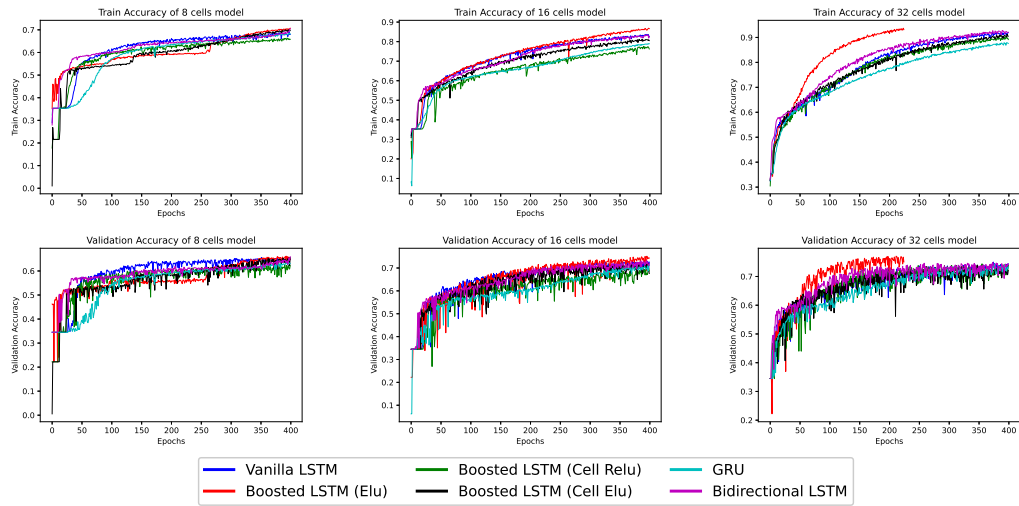 Train Accuracy of 8 cells model
0.7
0.6
0.5
0.4
0.3
0.2
0.1
0.0
Train Accuracy
0 50 100 150 200 250 300 350 400
Epochs
Train Accuracy of 16 cells model
0.9
0.8
0.7
0.6
0.5
0.4
0.3
0.2
0.1
Train Accuracy
0 50 100 150 200 250 300 350 400
Epochs
Train Accuracy of 32 cells model
0.9
0.8
0.7
0.6
0.5
0.4
0.3
Train Accuracy
0 50 100 150 200 250 300 350 400
Epochs
Validation Accuracy of 8 cells model
0.6
0.5
0.4
0.3
0.2
0.1
0.0
Validation Accuracy
0 50 100 150 200 250 300 350 400
Epochs
Validation Accuracy of 16 cells model
0.7
0.6
0.5
0.4
0.3
0.2
0.1
Validation Accuracy
0 50 100 150 200 250 300 350 400
Epochs
Validation Accuracy of 32 cells model
0.7
0.6
0.5
0.4
0.3
0.2
Validation Accuracy
0 50 100 150 200 250 300 350 400
Epochs
Vanilla LSTM
Boosted LSTM (Elu)
Boosted LSTM (Cell Relu)
Boosted LSTM (Cell Elu)
GRU
Bidirectional LSTM